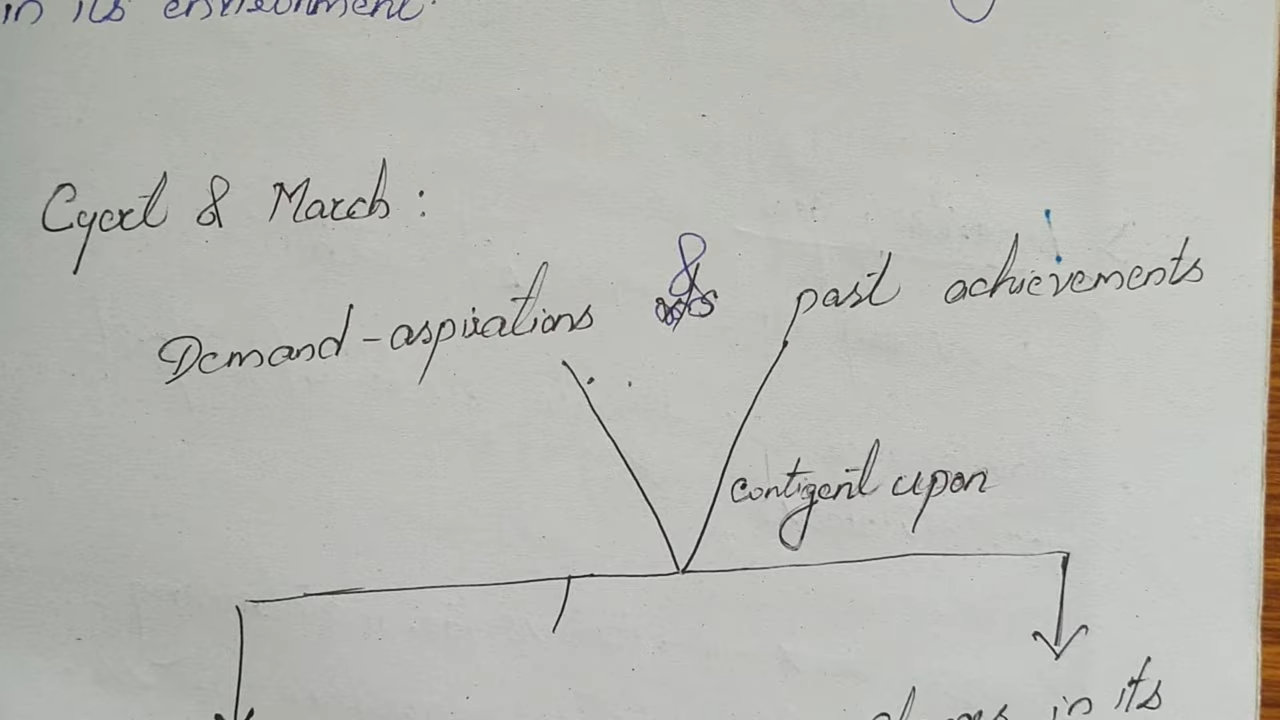 in its environment.
Cyert & March:
Demand-aspirations & past achievements
contigent upon
in its